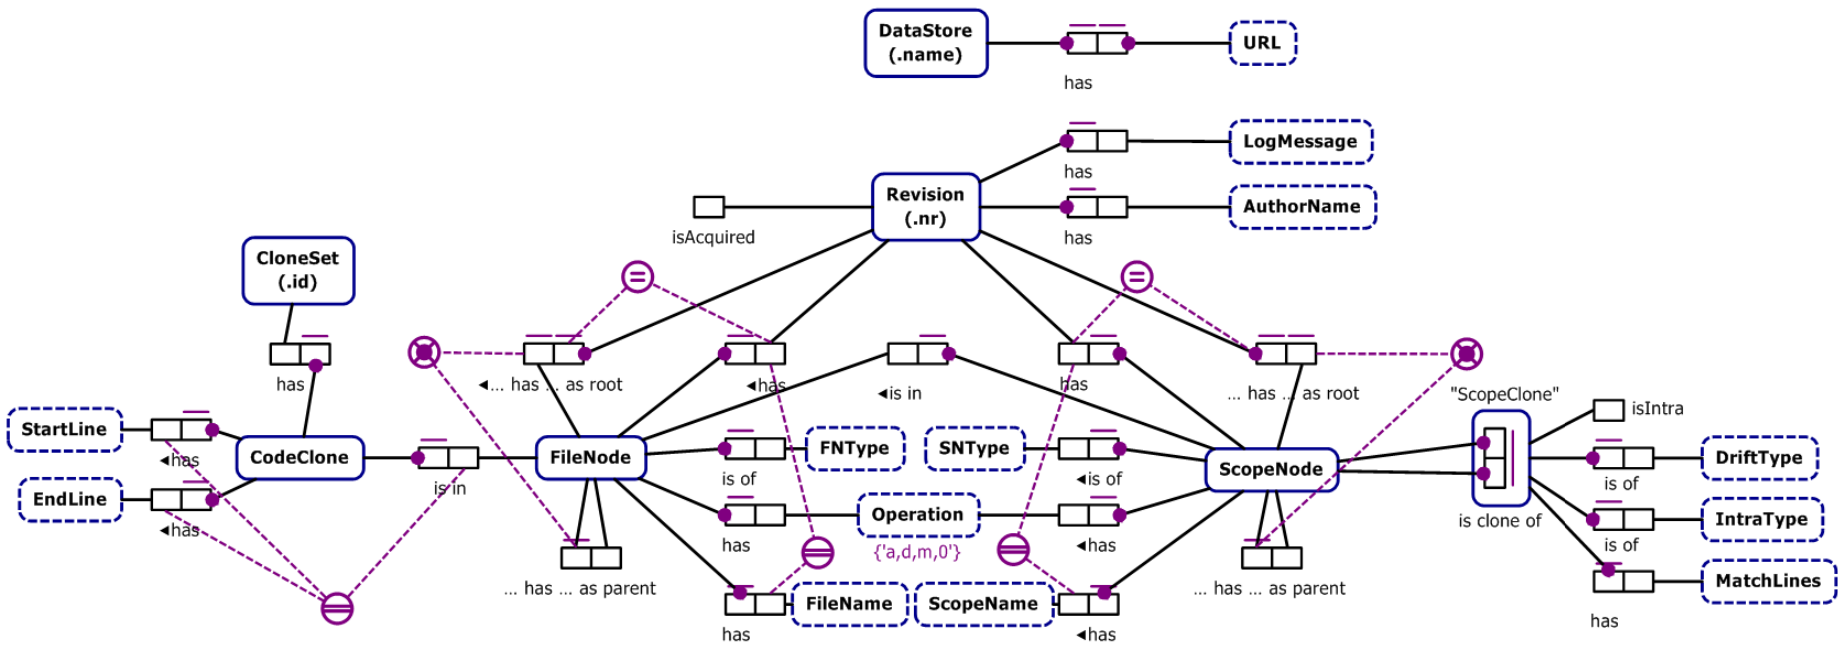 DataStore
(.name)
URL
has
LogMessage
has
Revision
(.nr)
AuthorName
has
isAcquired
CloneSet
(.id)
has
◄... has ... as root
◄has
◄is in
has
... has ... as root
"ScopeClone"
isIntra
StartLine
◄has
CodeClone
is in
FileNode
FNType
is of
SNType
◄is of
ScopeNode
DriftType
is of
EndLine
◄has
has
Operation
{'a,d,m,0'}
◄has
is clone of
IntraType
is of
... has ... as parent
... has ... as parent
MatchLines
has
FileName
has
ScopeName
◄has